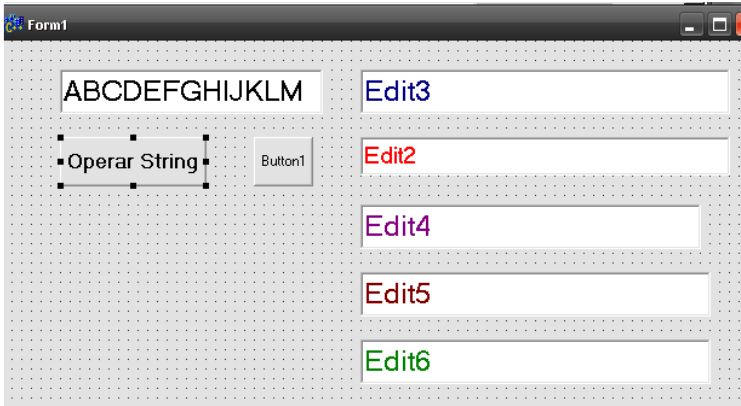 Form1
ABCDEFGHIJKLM
Edit3
Operar String
Button1
Edit2
Edit4
Edit5
Edit6